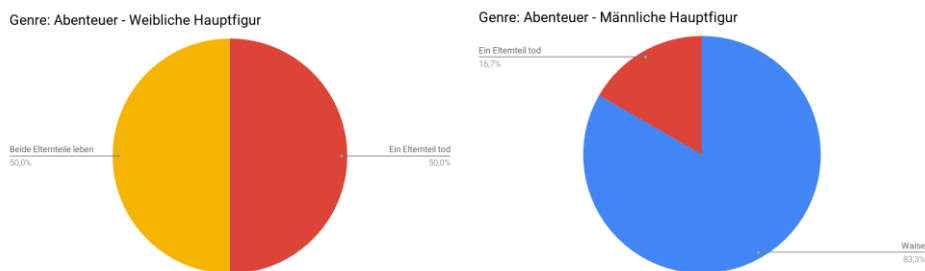 Genre: Abenteuer - Weibliche Hauptfigur
Beide Elternteile leben
50,0%
Ein Elternteil tod
50,0%
Genre: Abenteuer - Männliche Hauptfigur
Ein Elternteil tod
16,7%
Waise
83,3%